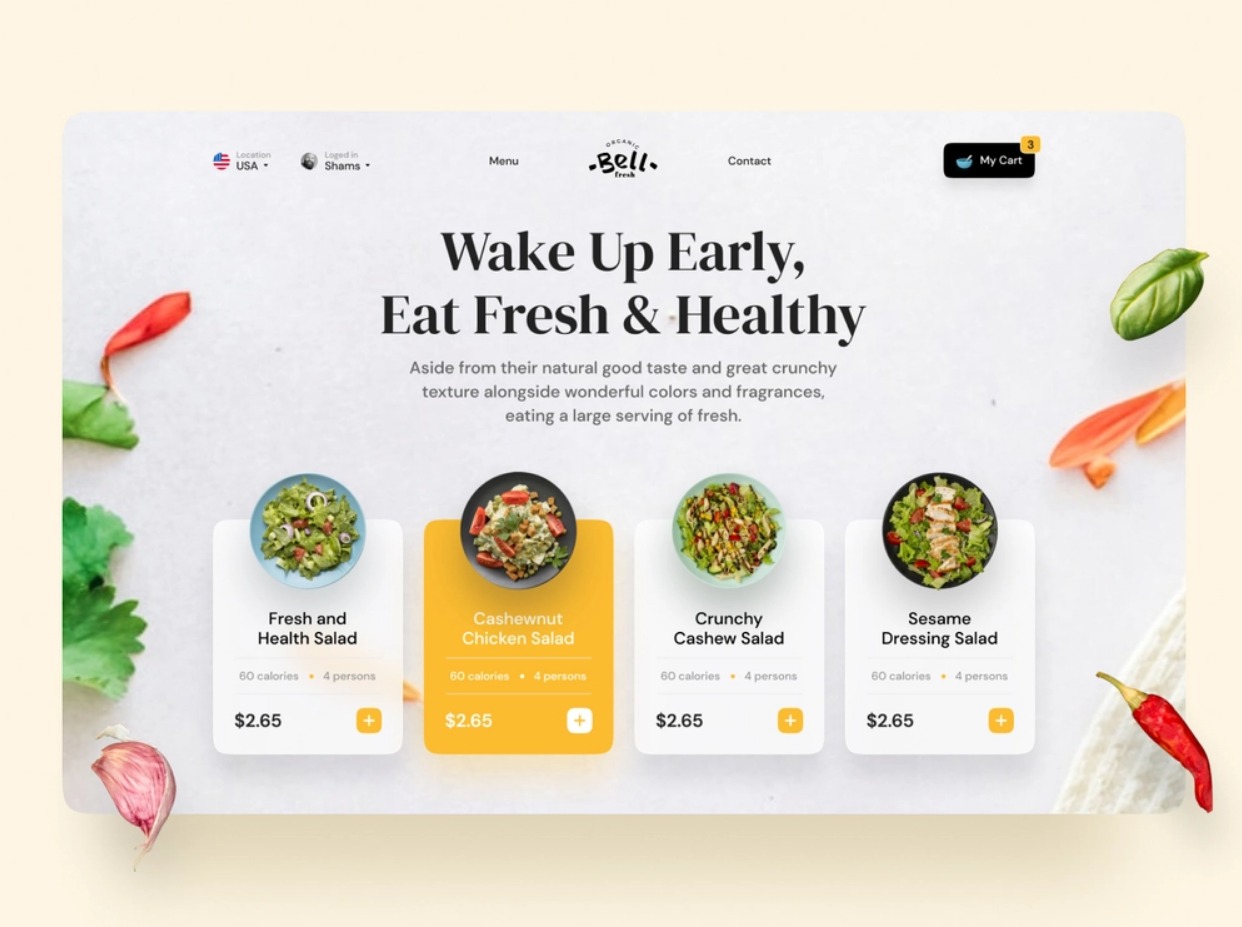 Location
USA
Loged in
Shams
Menu
ORGANIC
Bell
fresh
Contact
My Cart
3
Wake Up Early,
Eat Fresh & Healthy
Aside from their natural good taste and great crunchy
texture alongside wonderful colors and fragrances,
eating a large serving of fresh.
Fresh and
Health Salad
60 calories • 4 persons
$2.65 +
Cashewnut
Chicken Salad
60 calories • 4 persons
$2.65 +
Crunchy
Cashew Salad
60 calories • 4 persons
$2.65 +
Sesame
Dressing Salad
60 calories • 4 persons
$2.65 +